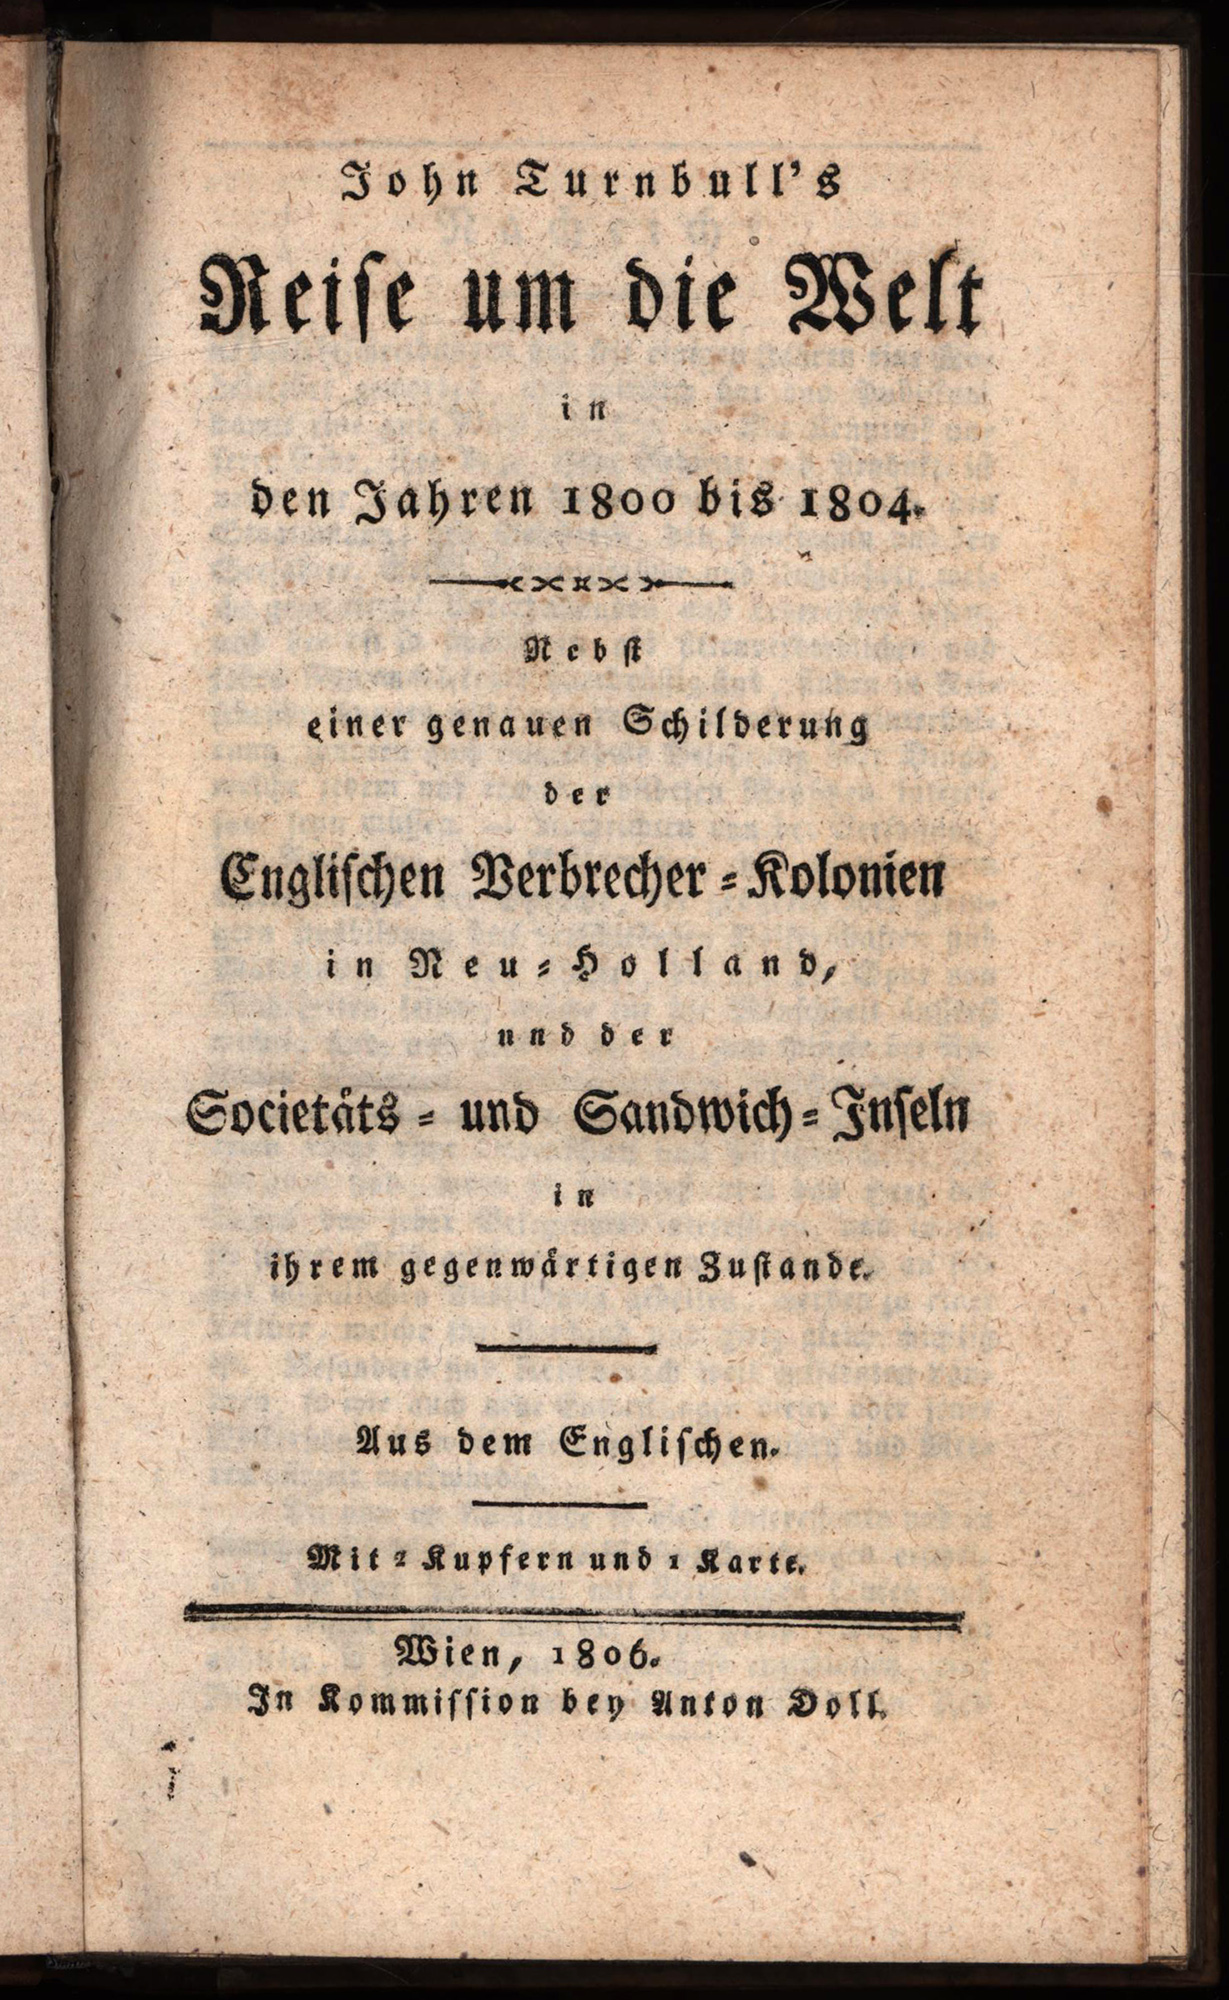 John Turnbull's
Reise um die Welt
in
den Jahren 1800 bis 1804.
Nebst
einer genauen Schilderung
der
Englischen Verbrecher-Kolonien
in Neu-Holland,
und der
Societäts- und Sandwich-Inseln
in
ihrem gegenwärtigen Zustande.
Aus dem Englischen.
Mit 2 Kupfern und 1 Karte.
Wien, 1806.
In Kommission bey Anton Doll.